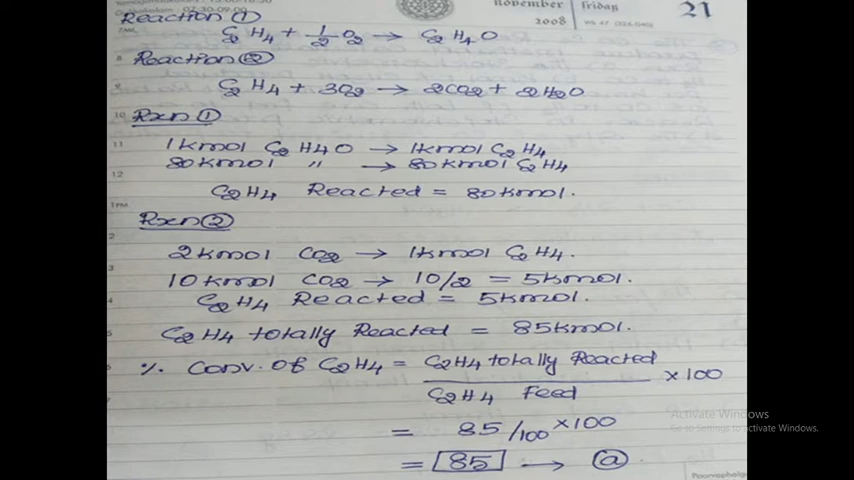 November friday 21
2008
Reaction ①
C2H4 + 1/2 O2 → C2H4O
Reaction ②
C2H4 + 3O2 → 2CO2 + 2H2O
Rxn ①
1kmol C2H4O → 1kmol C2H4
80kmol " → 80kmol C2H4
C2H4 Reacted = 80kmol.
Rxn ②
2kmol CO2 → 1kmol C2H4.
10kmol CO2 → 10/2 = 5kmol.
C2H4 Reacted = 5kmol.
C2H4 totally Reacted = 85kmol.
% Conv. of C2H4 = C2H4 totally Reacted
× 100
C2H4 Feed
= 85/100 × 100
= 85 → ⓐ
Activate Windows
Go to Settings to activate Windows.